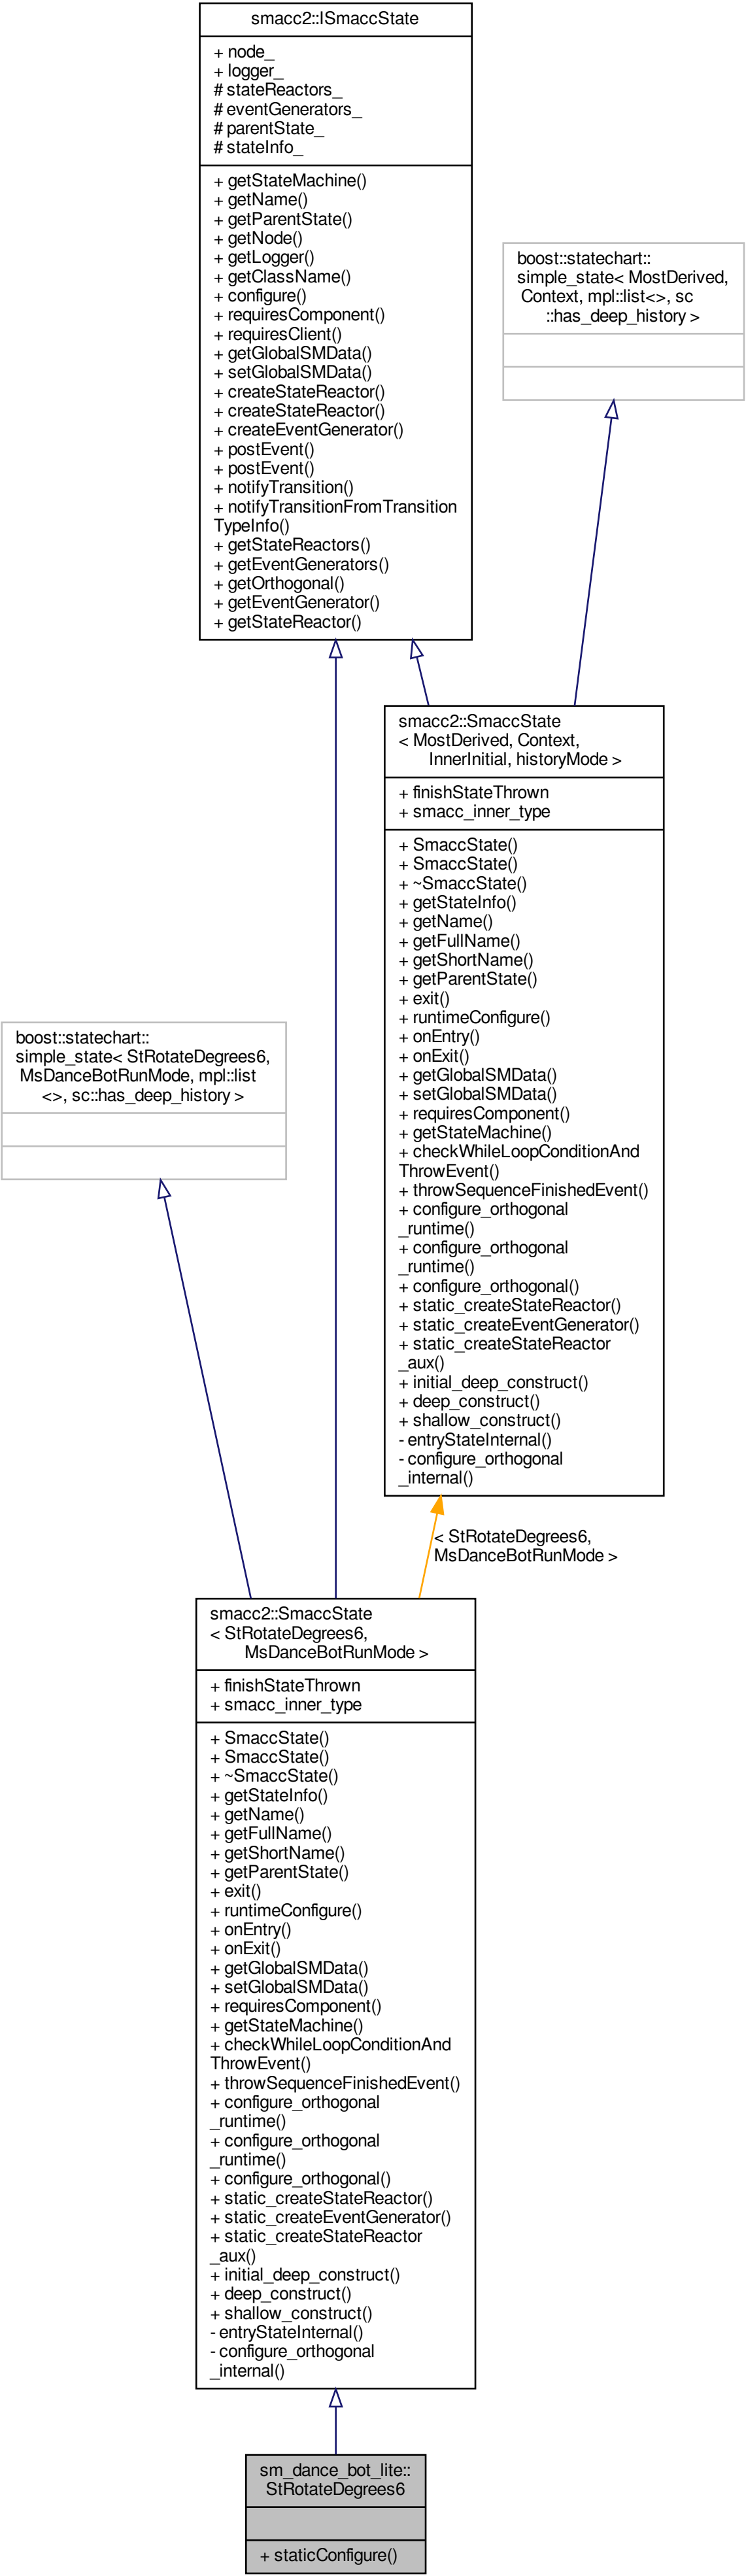 smacc2::ISmaccState
+ node_
+ logger_
# stateReactors_
# eventGenerators_
# parentState_
# stateInfo_
+ getStateMachine()
+ getName()
+ getParentState()
+ getNode()
+ getLogger()
+ getClassName()
+ configure()
+ requiresComponent()
+ requiresClient()
+ getGlobalSMData()
+ setGlobalSMData()
+ createStateReactor()
+ createStateReactor()
+ createEventGenerator()
+ postEvent()
+ postEvent()
+ notifyTransition()
+ notifyTransitionFromTransition
TypeInfo()
+ getStateReactors()
+ getEventGenerators()
+ getOrthogonal()
+ getEventGenerator()
+ getStateReactor()
boost::statechart::
simple_state< MostDerived,
Context, mpl::list<>, sc
::has_deep_history >
smacc2::SmaccState
< MostDerived, Context,
InnerInitial, historyMode >
+ finishStateThrown
+ smacc_inner_type
+ SmaccState()
+ SmaccState()
+ ~SmaccState()
+ getStateInfo()
+ getName()
+ getFullName()
+ getShortName()
+ getParentState()
+ exit()
+ runtimeConfigure()
+ onEntry()
+ onExit()
+ getGlobalSMData()
+ setGlobalSMData()
+ requiresComponent()
+ getStateMachine()
+ checkWhileLoopConditionAnd
ThrowEvent()
+ throwSequenceFinishedEvent()
+ configure_orthogonal
_runtime()
+ configure_orthogonal
_runtime()
+ configure_orthogonal()
+ static_createStateReactor()
+ static_createEventGenerator()
+ static_createStateReactor
_aux()
+ initial_deep_construct()
+ deep_construct()
+ shallow_construct()
- entryStateInternal()
- configure_orthogonal
_internal()
boost::statechart::
simple_state< StRotateDegrees6,
MsDanceBotRunMode, mpl::list
<>, sc::has_deep_history >
< StRotateDegrees6,
MsDanceBotRunMode >
smacc2::SmaccState
< StRotateDegrees6,
MsDanceBotRunMode >
+ finishStateThrown
+ smacc_inner_type
+ SmaccState()
+ SmaccState()
+ ~SmaccState()
+ getStateInfo()
+ getName()
+ getFullName()
+ getShortName()
+ getParentState()
+ exit()
+ runtimeConfigure()
+ onEntry()
+ onExit()
+ getGlobalSMData()
+ setGlobalSMData()
+ requiresComponent()
+ getStateMachine()
+ checkWhileLoopConditionAnd
ThrowEvent()
+ throwSequenceFinishedEvent()
+ configure_orthogonal
_runtime()
+ configure_orthogonal
_runtime()
+ configure_orthogonal()
+ static_createStateReactor()
+ static_createEventGenerator()
+ static_createStateReactor
_aux()
+ initial_deep_construct()
+ deep_construct()
+ shallow_construct()
- entryStateInternal()
- configure_orthogonal
_internal()
sm_dance_bot_lite::
StRotateDegrees6
+ staticConfigure()